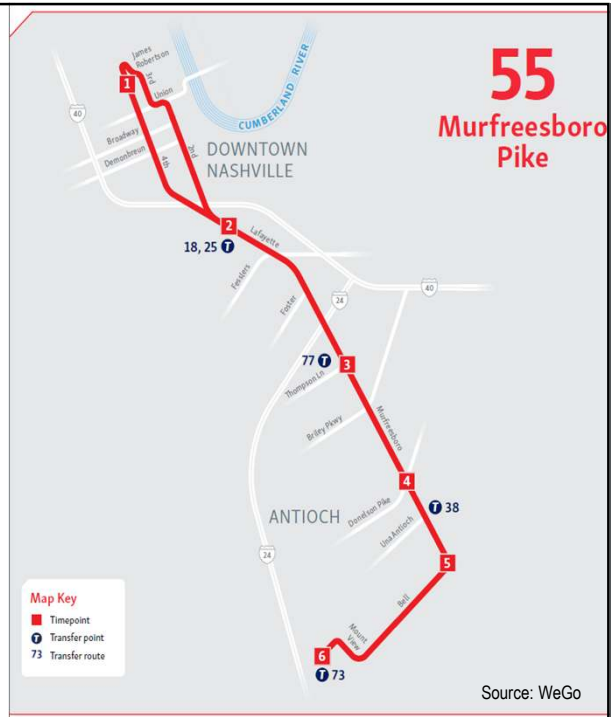 55
Murfreesboro
Pike
James
Robertson
3rd
1
Union
CUMBERLAND RIVER
40
Broadway
Demonbreun
4th
2nd
DOWNTOWN
NASHVILLE
2
18, 25 T
Lafayette
Fesslers
Foster
24
40
77 T
3
Thompson Ln
Briley Pkwy
Murfreesboro
4
ANTIOCH
Donelson Pike
T 38
Una Antioch
24
5
Bell
Mount
View
6
T 73
Map Key
Timepoint
T Transfer point
73 Transfer route
Source: WeGo